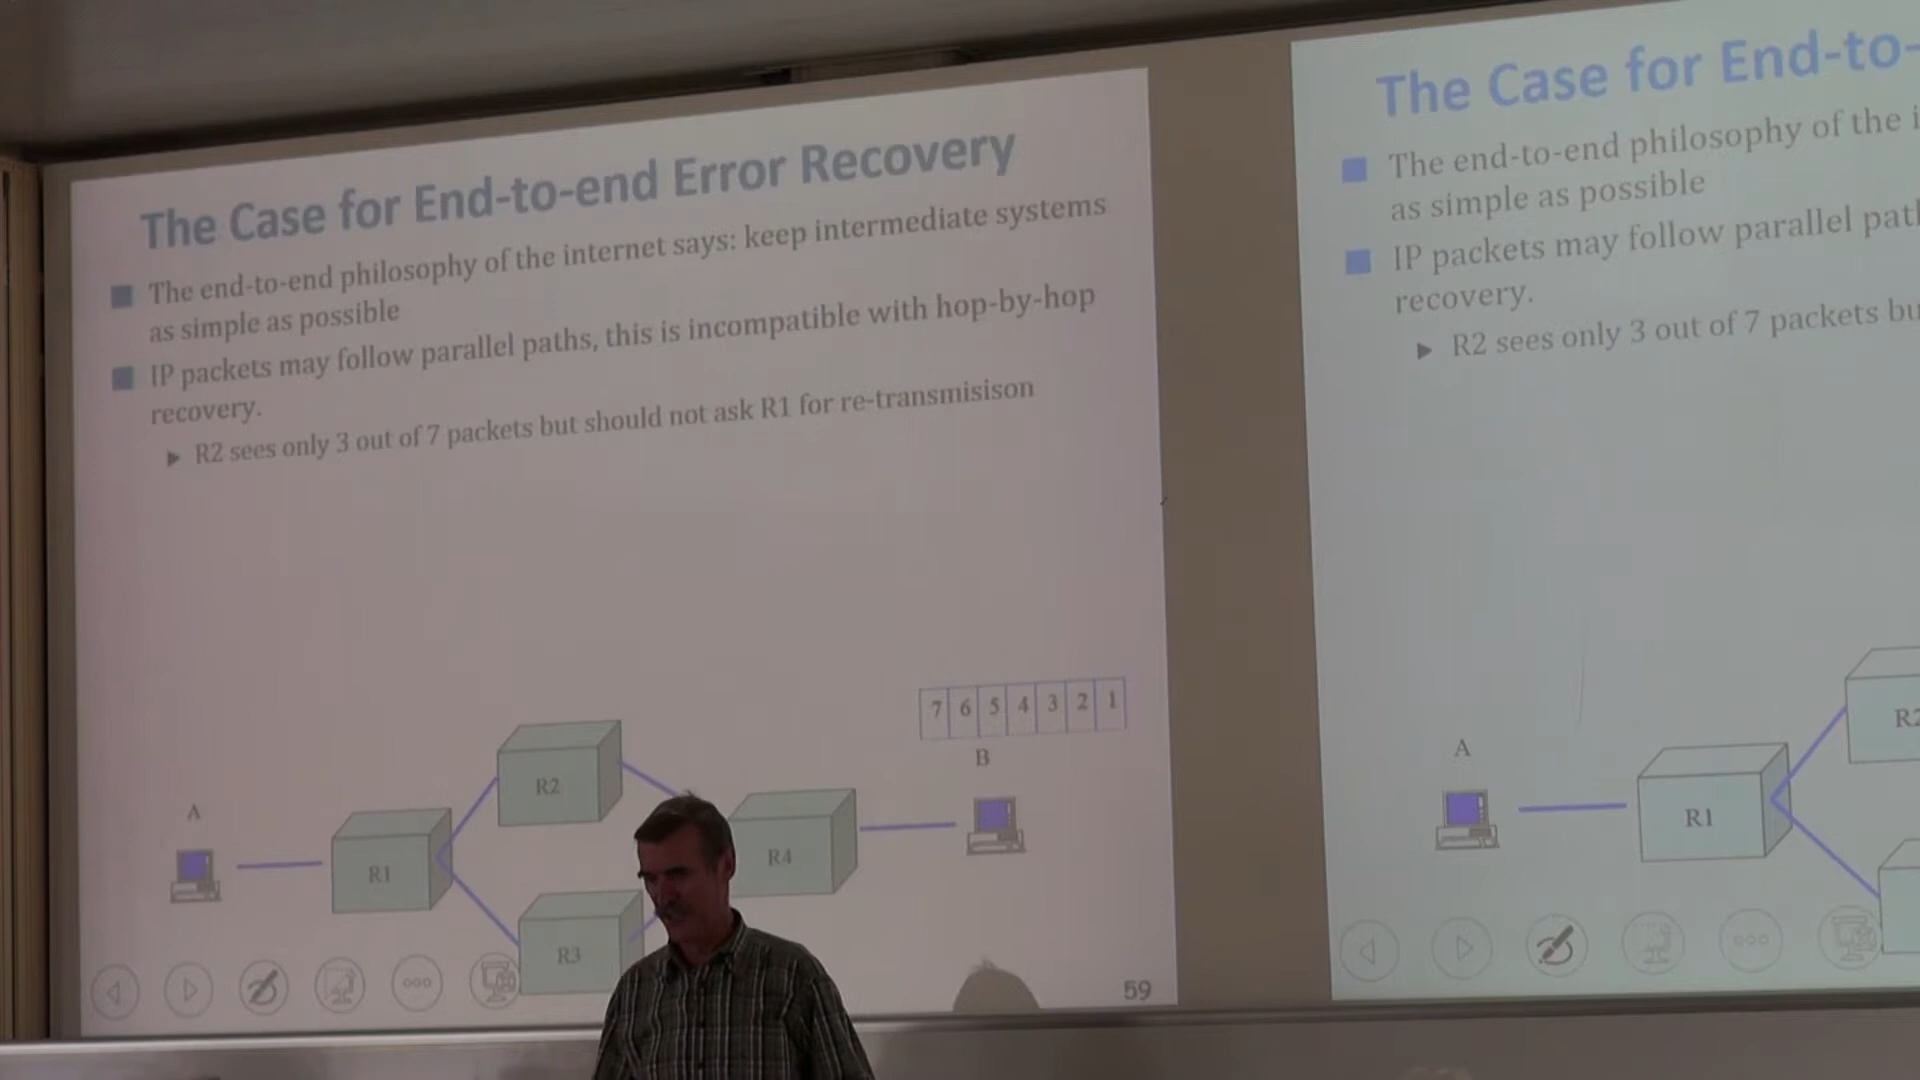 The Case for End-to-end Error Recovery
The end-to-end philosophy of the internet says: keep intermediate systems
as simple as possible
IP packets may follow parallel paths, this is incompatible with hop-by-hop
recovery.
R2 sees only 3 out of 7 packets but should not ask R1 for re-transmisison
7 6 5 4 3 2 1
B
A
R1
R2
R3
R4
59
The Case for End-to-
The end-to-end philosophy of the i
as simple as possible
IP packets may follow parallel pat
recovery.
R2 sees only 3 out of 7 packets bu
A
R1
R2